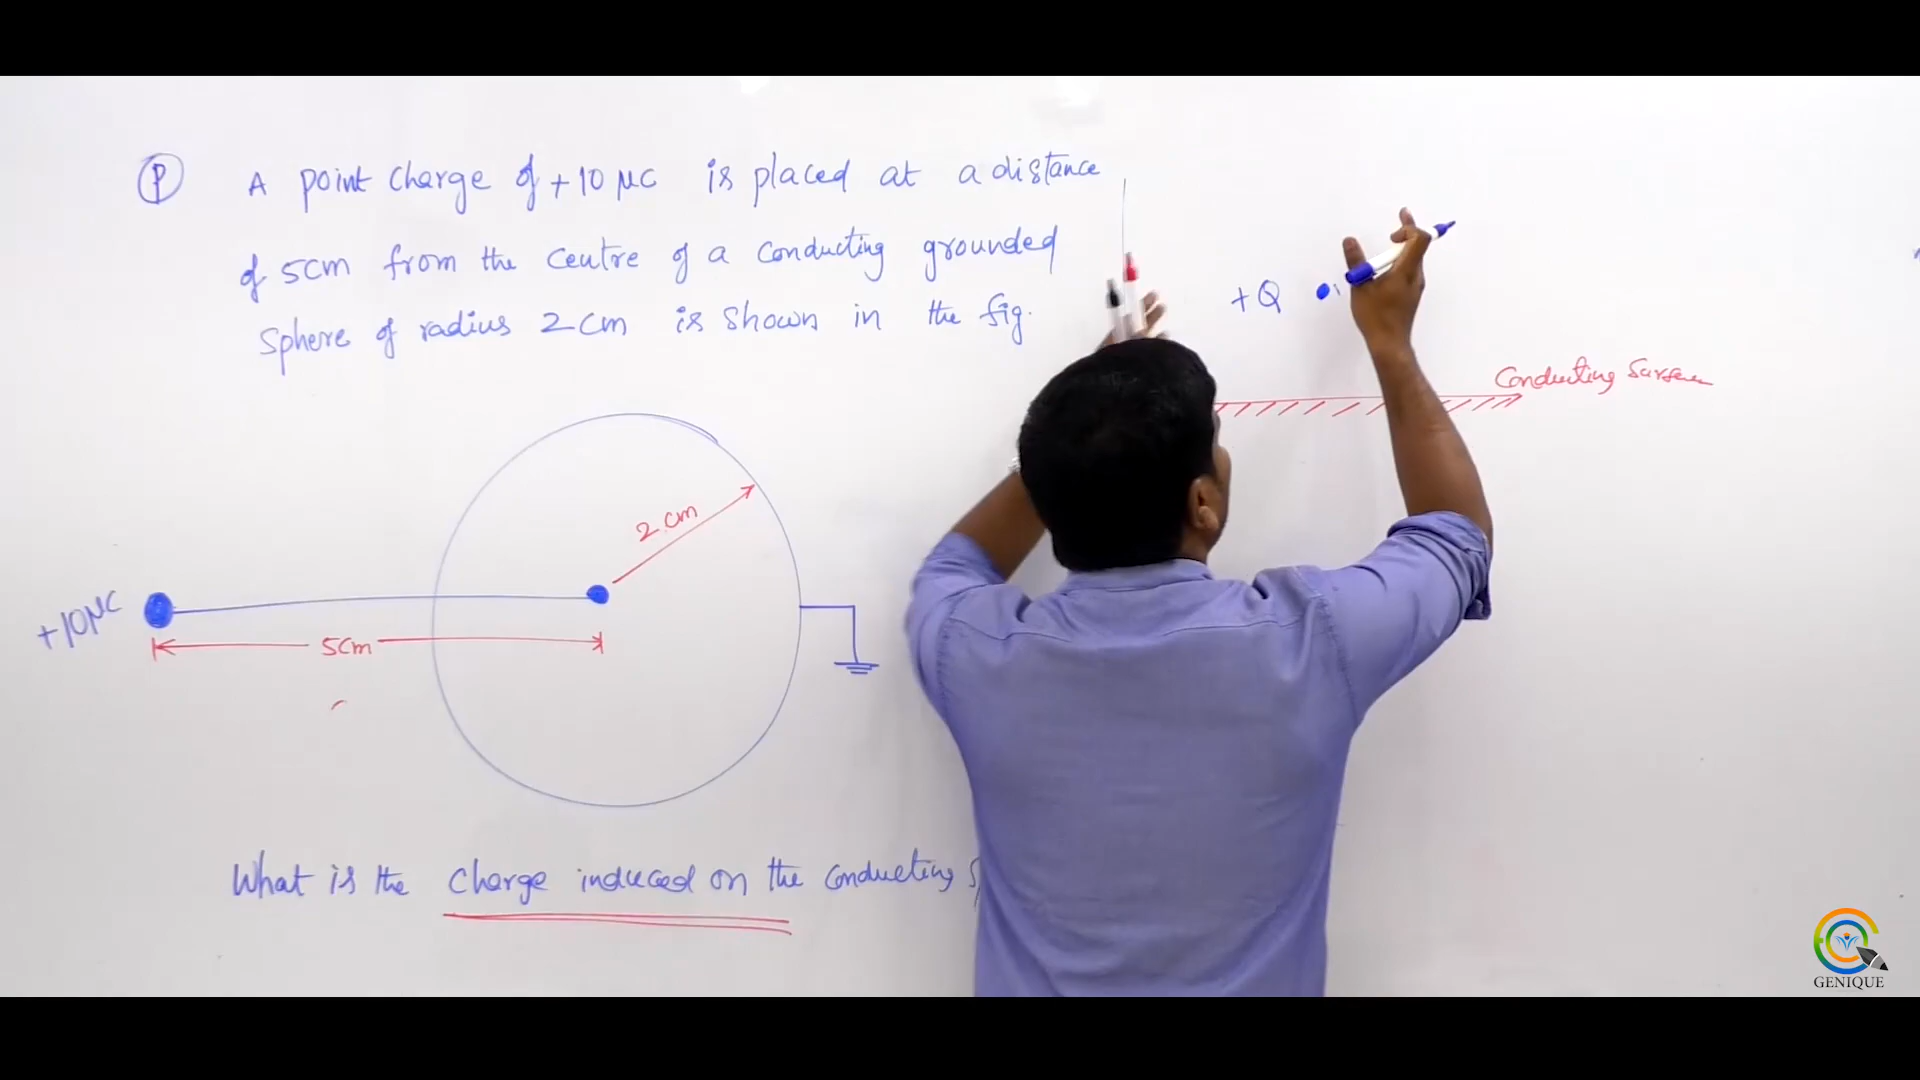 P A point charge of +10 μC is placed at a distance
of 5cm from the centre of a conducting grounded
Sphere of radius 2 cm is shown in the fig.
+Q
Conducting Surface
2 cm
+10μC
5cm
What is the charge induced on the conducting
GENIQUE